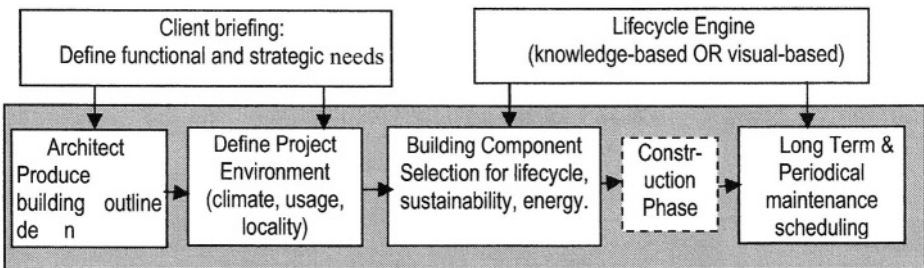 Client briefing:
Define functional and strategic needs
Lifecycle Engine
(knowledge-based OR visual-based)
Architect
Produce
building outline
de n
Define Project
Environment
(climate, usage,
locality)
Building Component
Selection for lifecycle,
sustainability, energy.
Constr-
uction
Phase
Long Term &
Periodical
maintenance
scheduling